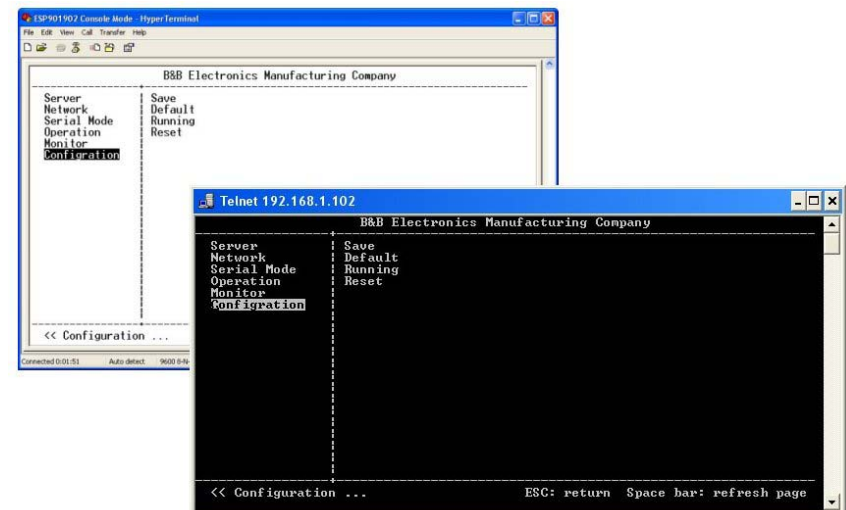 ESP901902 Console Mode - HyperTerminal
File Edit View Call Transfer Help
B&B Electronics Manufacturing Company
Server Save
Network Default
Serial Mode Running
Operation Reset
Monitor
Configration
<< Configuration ...
Connected 0:01:51 Auto detect 9600 8-N-
Telnet 192.168.1.102
B&B Electronics Manufacturing Company
Server Save
Network Default
Serial Mode Running
Operation Reset
Monitor
Configration
<< Configuration ... ESC: return Space bar: refresh page